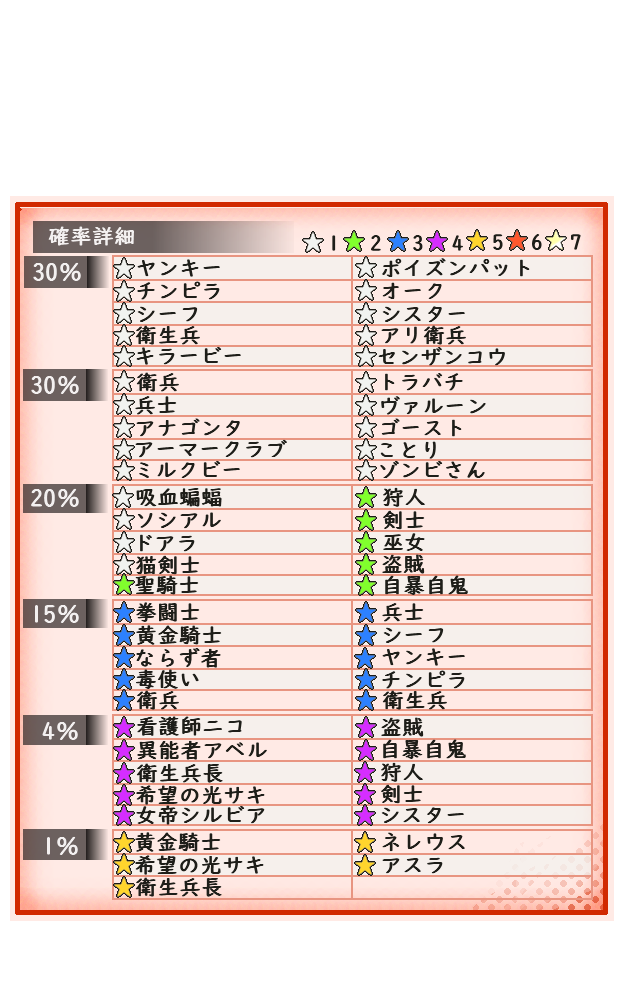 確率詳細
☆1★2★3★4★5★6★7
30%
☆ヤンキー ☆ポイズンパット
☆チンピラ ☆オーク
☆シーフ ☆シスター
☆衛生兵 ☆アリ衛兵
☆キラービー ☆センザンコウ
30%
☆衛兵 ☆トラバチ
☆兵士 ☆ヴァルーン
☆アナゴンタ ☆ゴースト
☆アーマークラブ ☆ことり
☆ミルクビー ☆ゾンビさん
20%
☆吸血蝙蝠 ★狩人
☆ソシアル ★剣士
☆ドアラ ★巫女
☆猫剣士 ★盗賊
★聖騎士 ★自暴自鬼
15%
★拳闘士 ★兵士
★黄金騎士 ★シーフ
★ならず者 ★ヤンキー
★毒使い ★チンピラ
★衛兵 ★衛生兵
4%
★看護師ニコ ★盗賊
★異能者アベル ★自暴自鬼
★衛生兵長 ★狩人
★希望の光サキ ★剣士
★女帝シルビア ★シスター
1%
★黄金騎士 ★ネレウス
★希望の光サキ ★アスラ
★衛生兵長